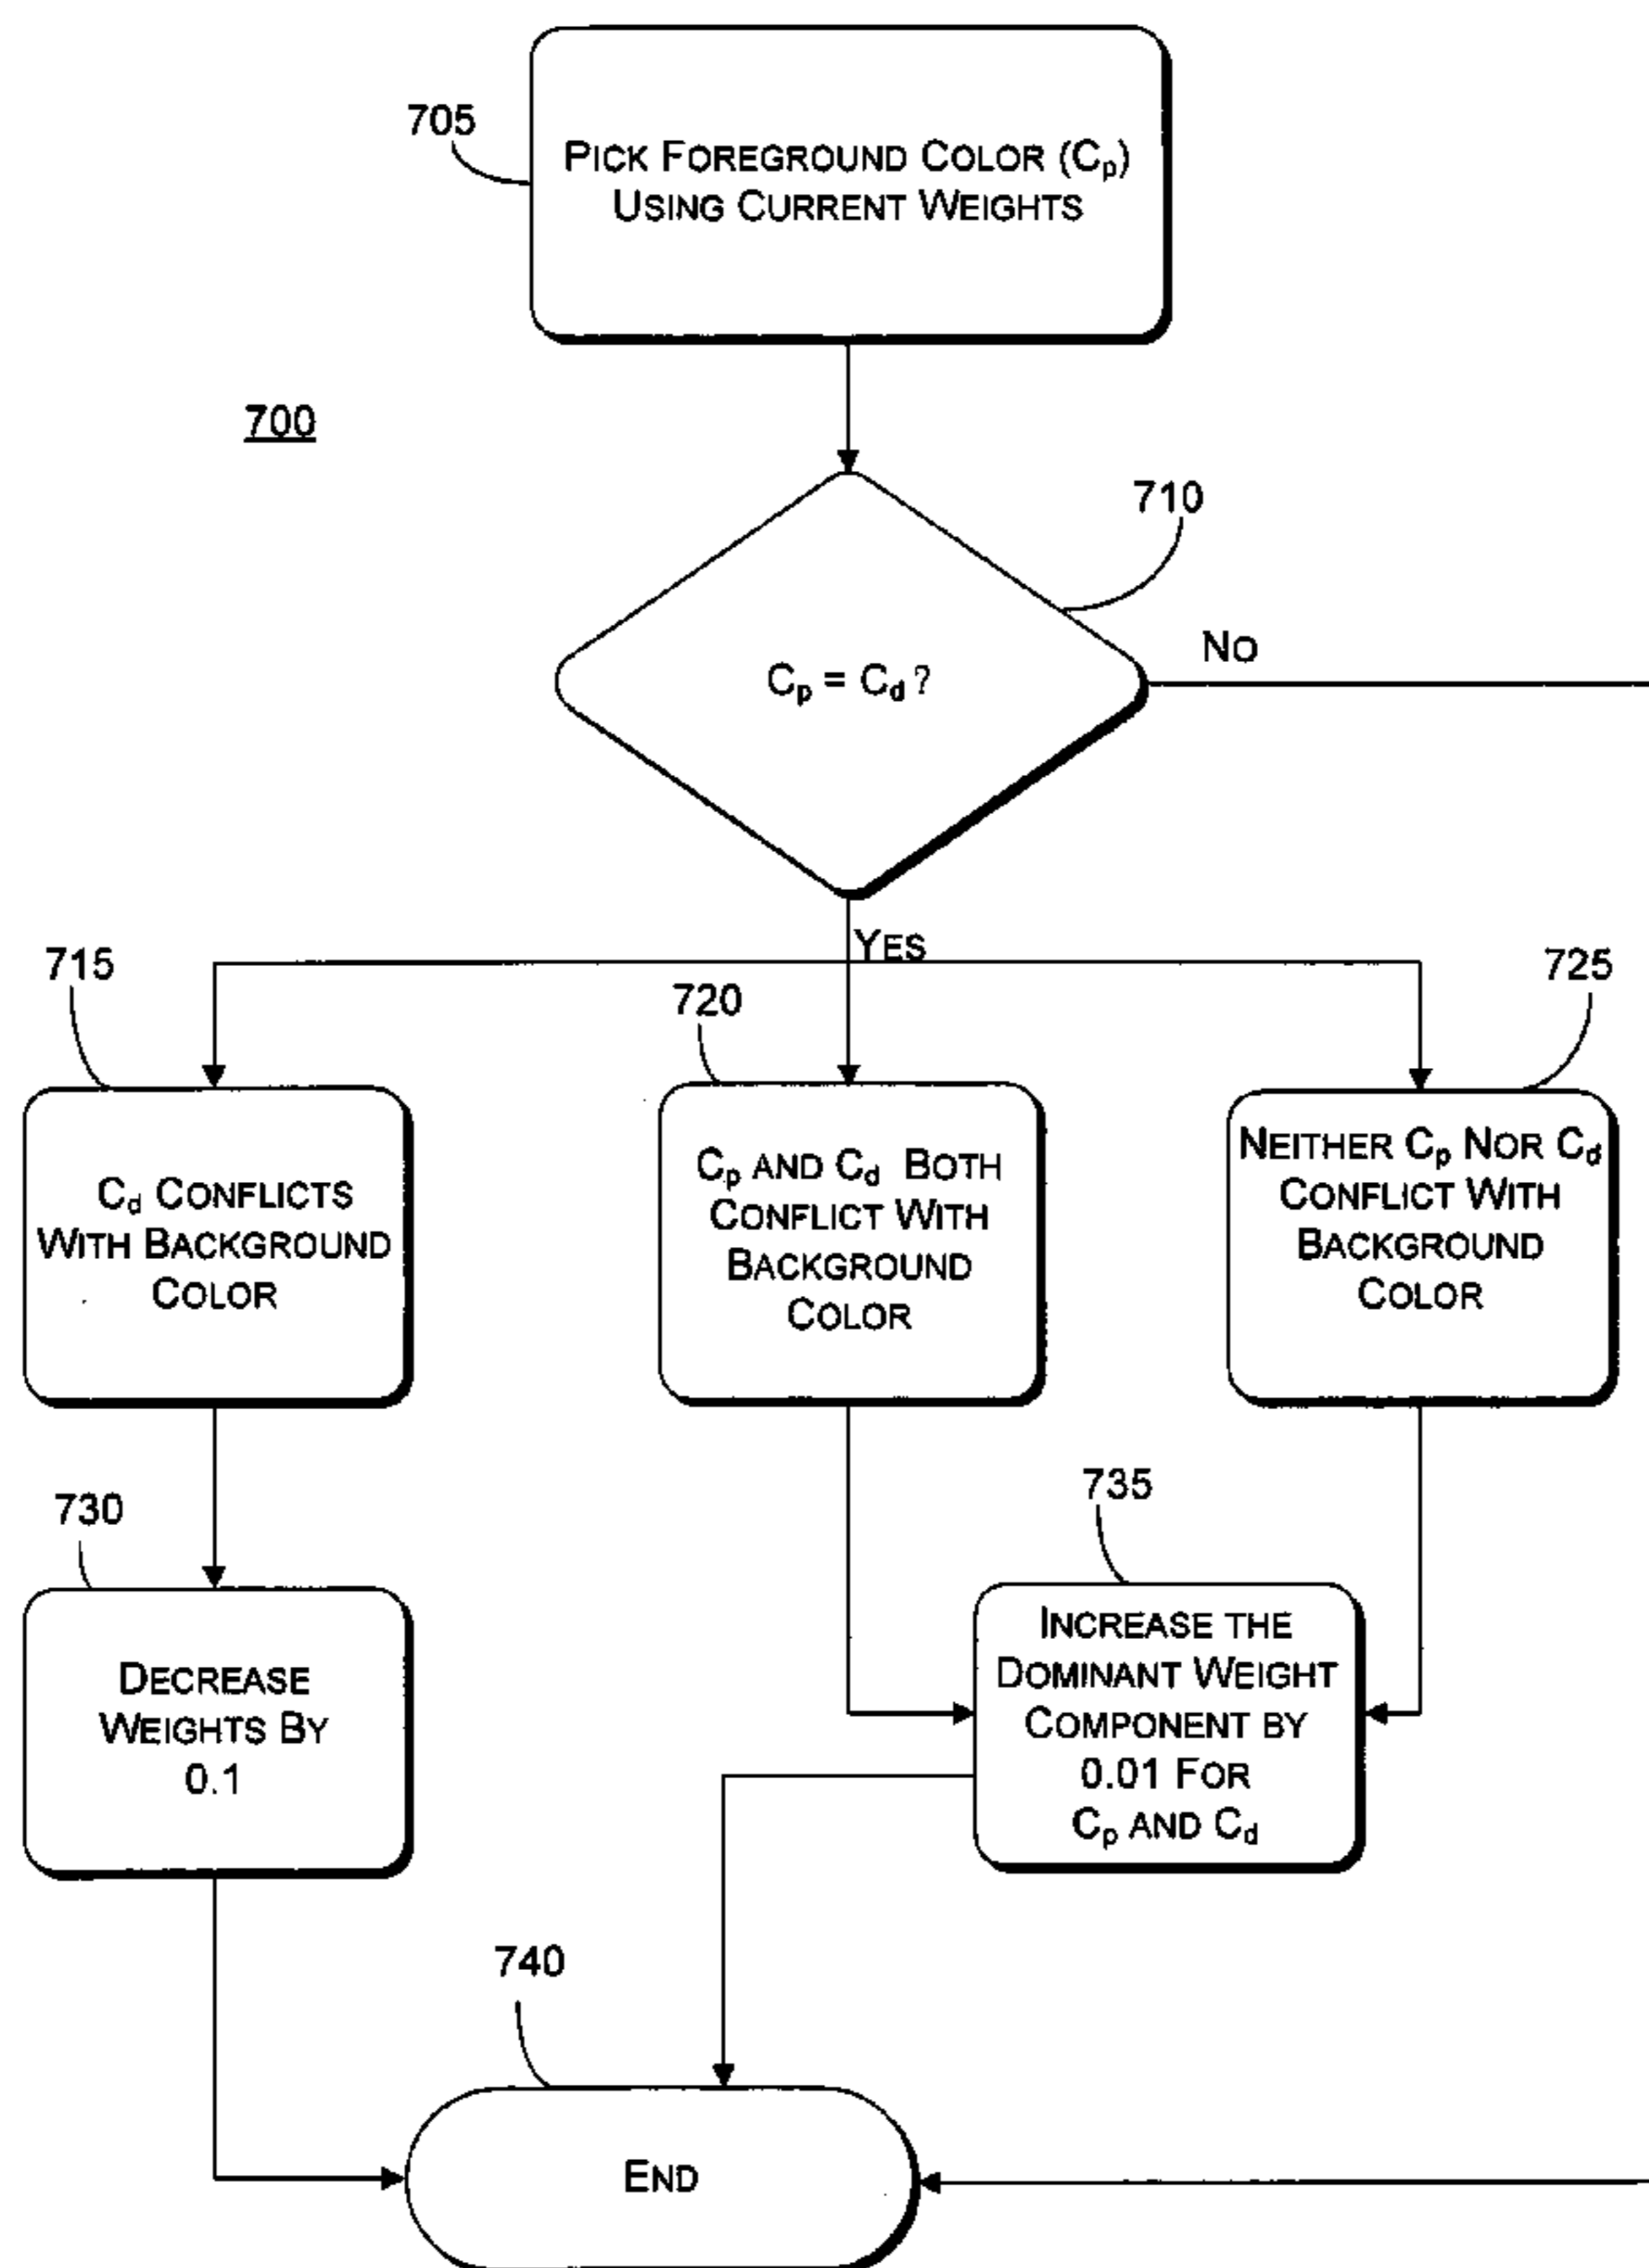 705
PICK FOREGROUND COLOR (Cp)
USING CURRENT WEIGHTS
700
710
NO
Cp = Cd ?
YES
715
720
725
Cd CONFLICTS
WITH BACKGROUND
COLOR
Cp AND Cd BOTH
CONFLICT WITH
BACKGROUND
COLOR
NEITHER Cp NOR Cd
CONFLICT WITH
BACKGROUND
COLOR
730
735
DECREASE
WEIGHTS BY
0.1
INCREASE THE
DOMINANT WEIGHT
COMPONENT BY
0.01 FOR
Cp AND Cd
740
END